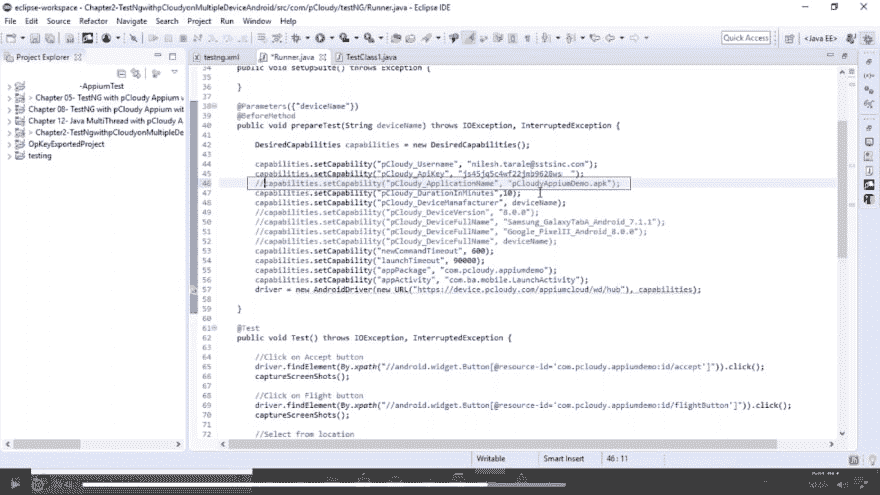 eclipse-workspace - Chapter2-TestNgwithpCloudyonMultipleDeviceAndroid/src/com/pCloudy/testNG/Runner.java - Eclipse IDE
File Edit Source Refactor Navigate Search Project Run Window Help
Quick Access
<Java EE>
Project Explorer
testng.xml
*Runner.java
TestClass1.java
-AppiumTest
> Chapter 05- TestNG with pCloudy Appium w
Chapter 08- TestNG with pCloudy Appium wit
Chapter 12- Java MultiThread with pCloudy A
> Chapter2-TestNgwithpCloudyonMultipleDe
OpKeyExportedProject
testing
34 public void setUpSuite() throws Exception {
35
36 }
37
38 @Parameters({"deviceName"})
39 @BeforeMethod
40 public void prepareTest(String deviceName) throws IOException, InterruptedException {
41
42 DesiredCapabilities capabilities = new DesiredCapabilities();
43
44 capabilities.setCapability("pCloudy_Username", "nilesh.tarale@sstsinc.com");
45 capabilities.setCapability("pCloudy_ApiKey",
46 //capabilities.setCapability("pCloudy_ApplicationName", "pCloudyAppiumDemo.apk");
47 capabilities.setCapability("pCloudy_DurationInMinutes",10);
48 capabilities.setCapability("pCloudy_DeviceManafacturer", deviceName);
49 //capabilities.setCapability("pCloudy_DeviceVersion", "8.0.0");
50 //capabilities.setCapability("pCloudy_DeviceFullName", "Samsung_GalaxyTabA_Android_7.1.1");
51 //capabilities.setCapability("pCloudy_DeviceFullName", "Google_PixelII_Android_8.0.0");
52 //capabilities.setCapability("pCloudy_DeviceFullName", deviceName);
53 capabilities.setCapability("newCommandTimeout", 600);
54 capabilities.setCapability("launchTimeout", 90000);
55 capabilities.setCapability("appPackage", "com.pcloudy.appiumdemo");
56 capabilities.setCapability("appActivity", "com.ba.mobile.LaunchActivity");
57 driver = new AndroidDriver(new URL("https://device.pcloudy.com/appiumcloud/wd/hub"), capabilities);
58
59 }
60
61 @Test
62 public void Test() throws IOException, InterruptedException {
63
64 //Click on Accept button
65 driver.findElement(By.xpath("//android.widget.Button[@resource-id='com.pcloudy.appiumdemo:id/accept']")).click();
66 captureScreenShots();
67
68 //Click on Flight button
69 driver.findElement(By.xpath("//android.widget.Button[@resource-id='com.pcloudy.appiumdemo:id/flightButton']")).click();
70 captureScreenShots();
71
72 //Select from location
Writable Smart Insert 46 : 11